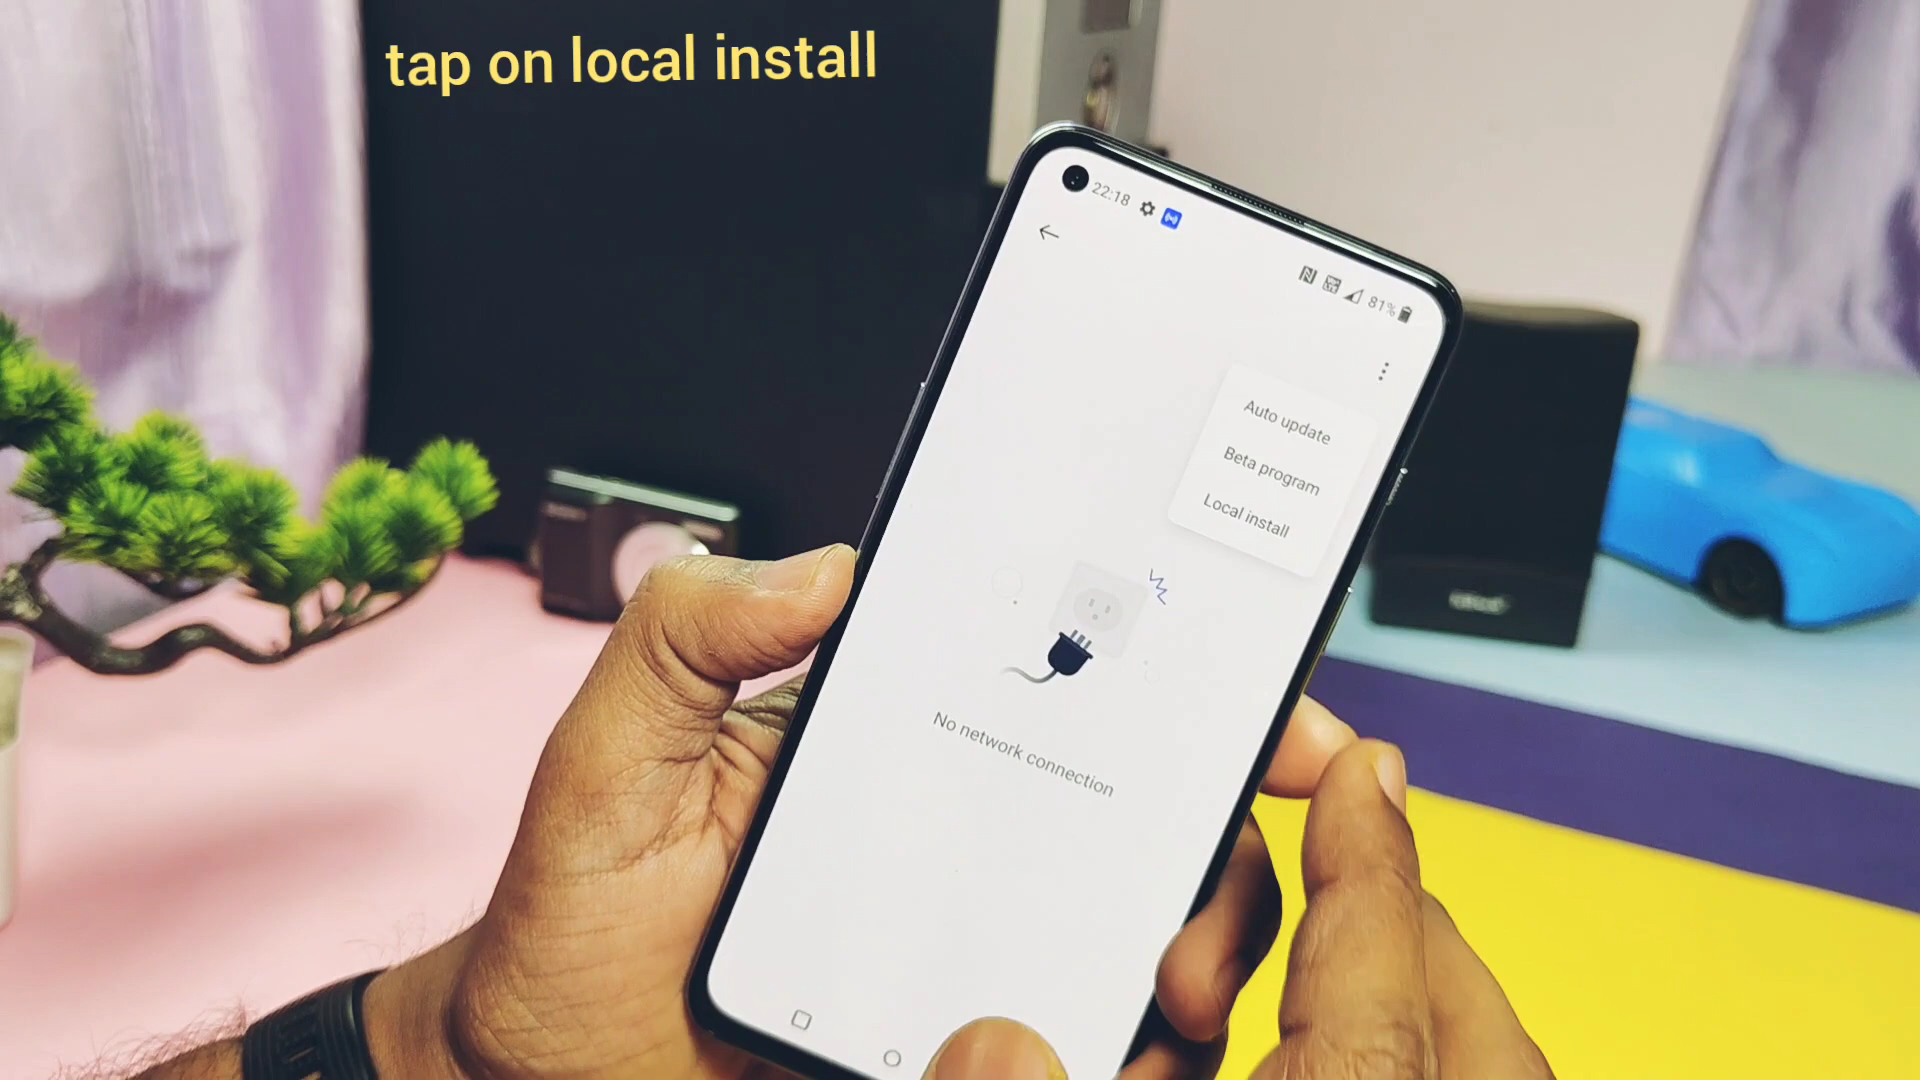 tap on local install
22:18
81%
Auto update
Beta program
Local install
No network connection